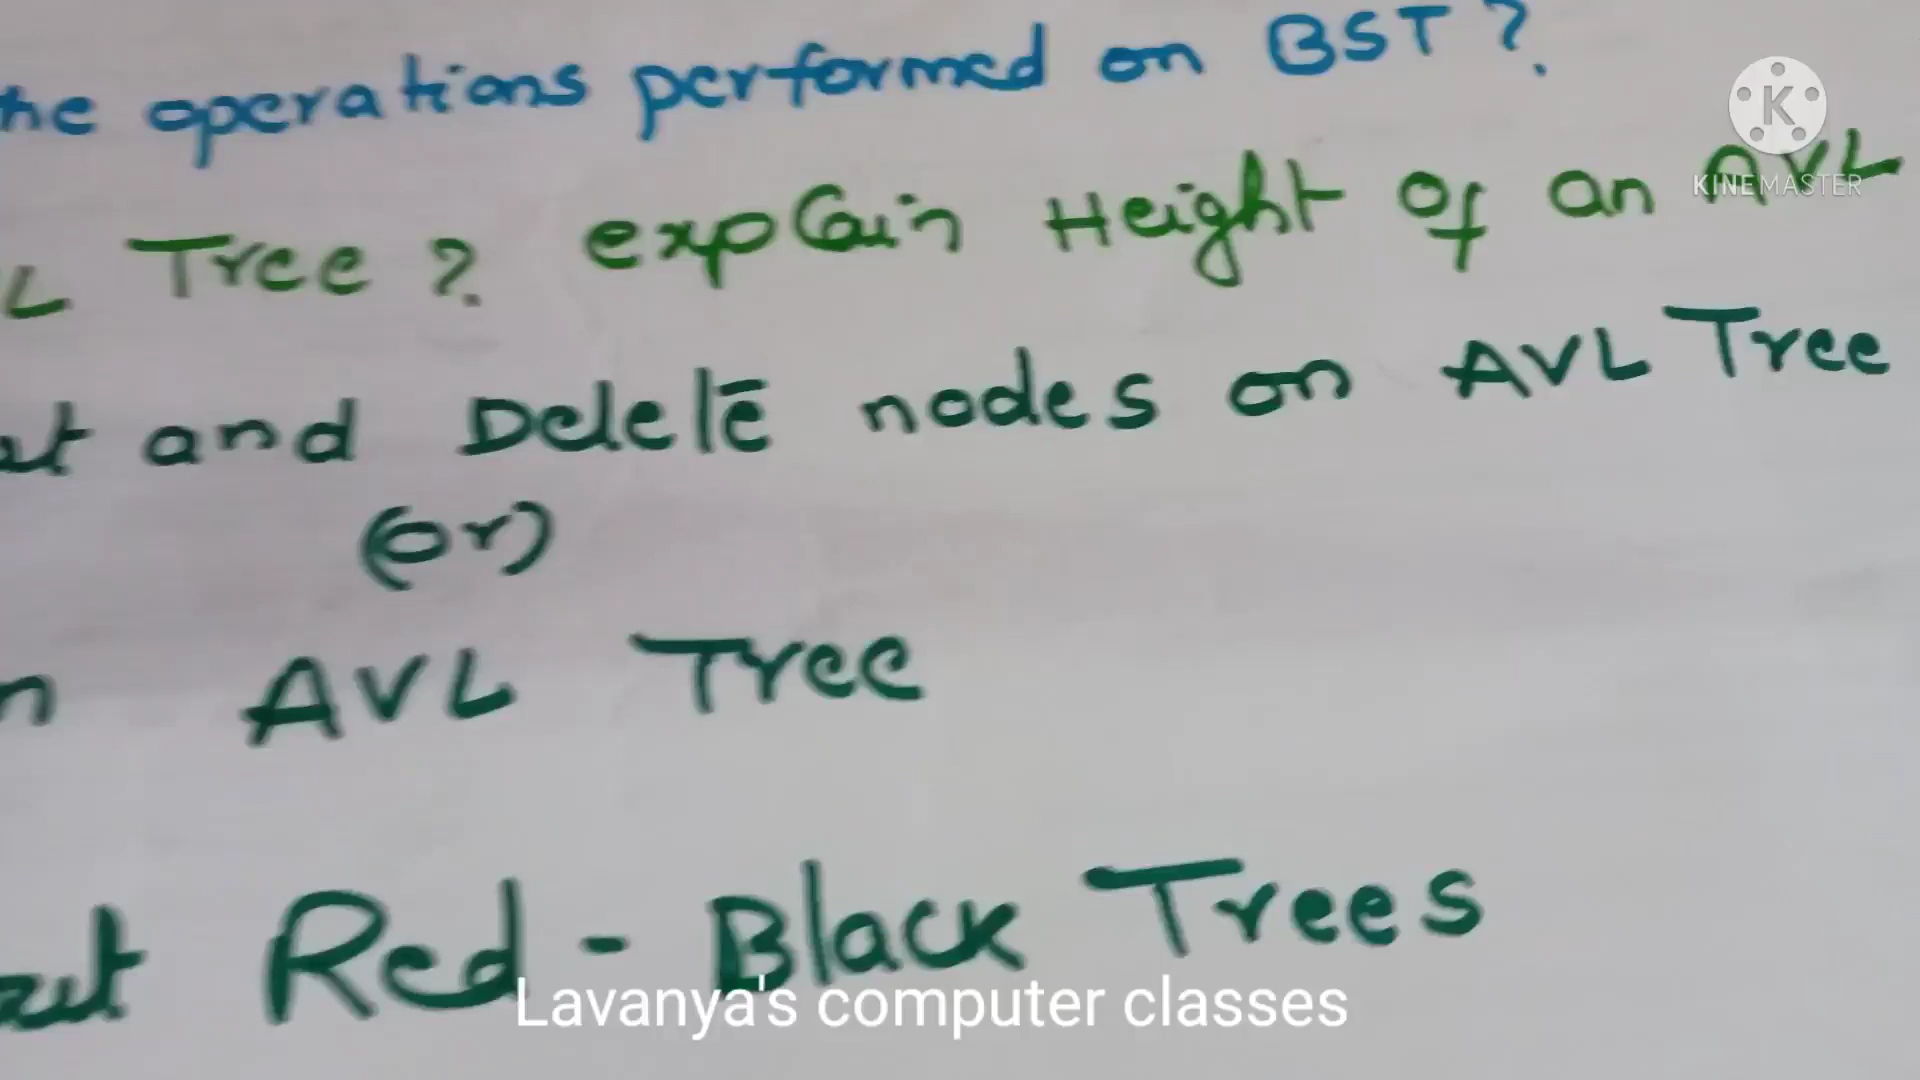 he operations performed on BST?
L Tree? explain Height of an AVL
and Delete nodes on AVL Tree
(or)
n AVL Tree
Red-Black Trees
K
KINEMASTER
Lavanya's computer classes